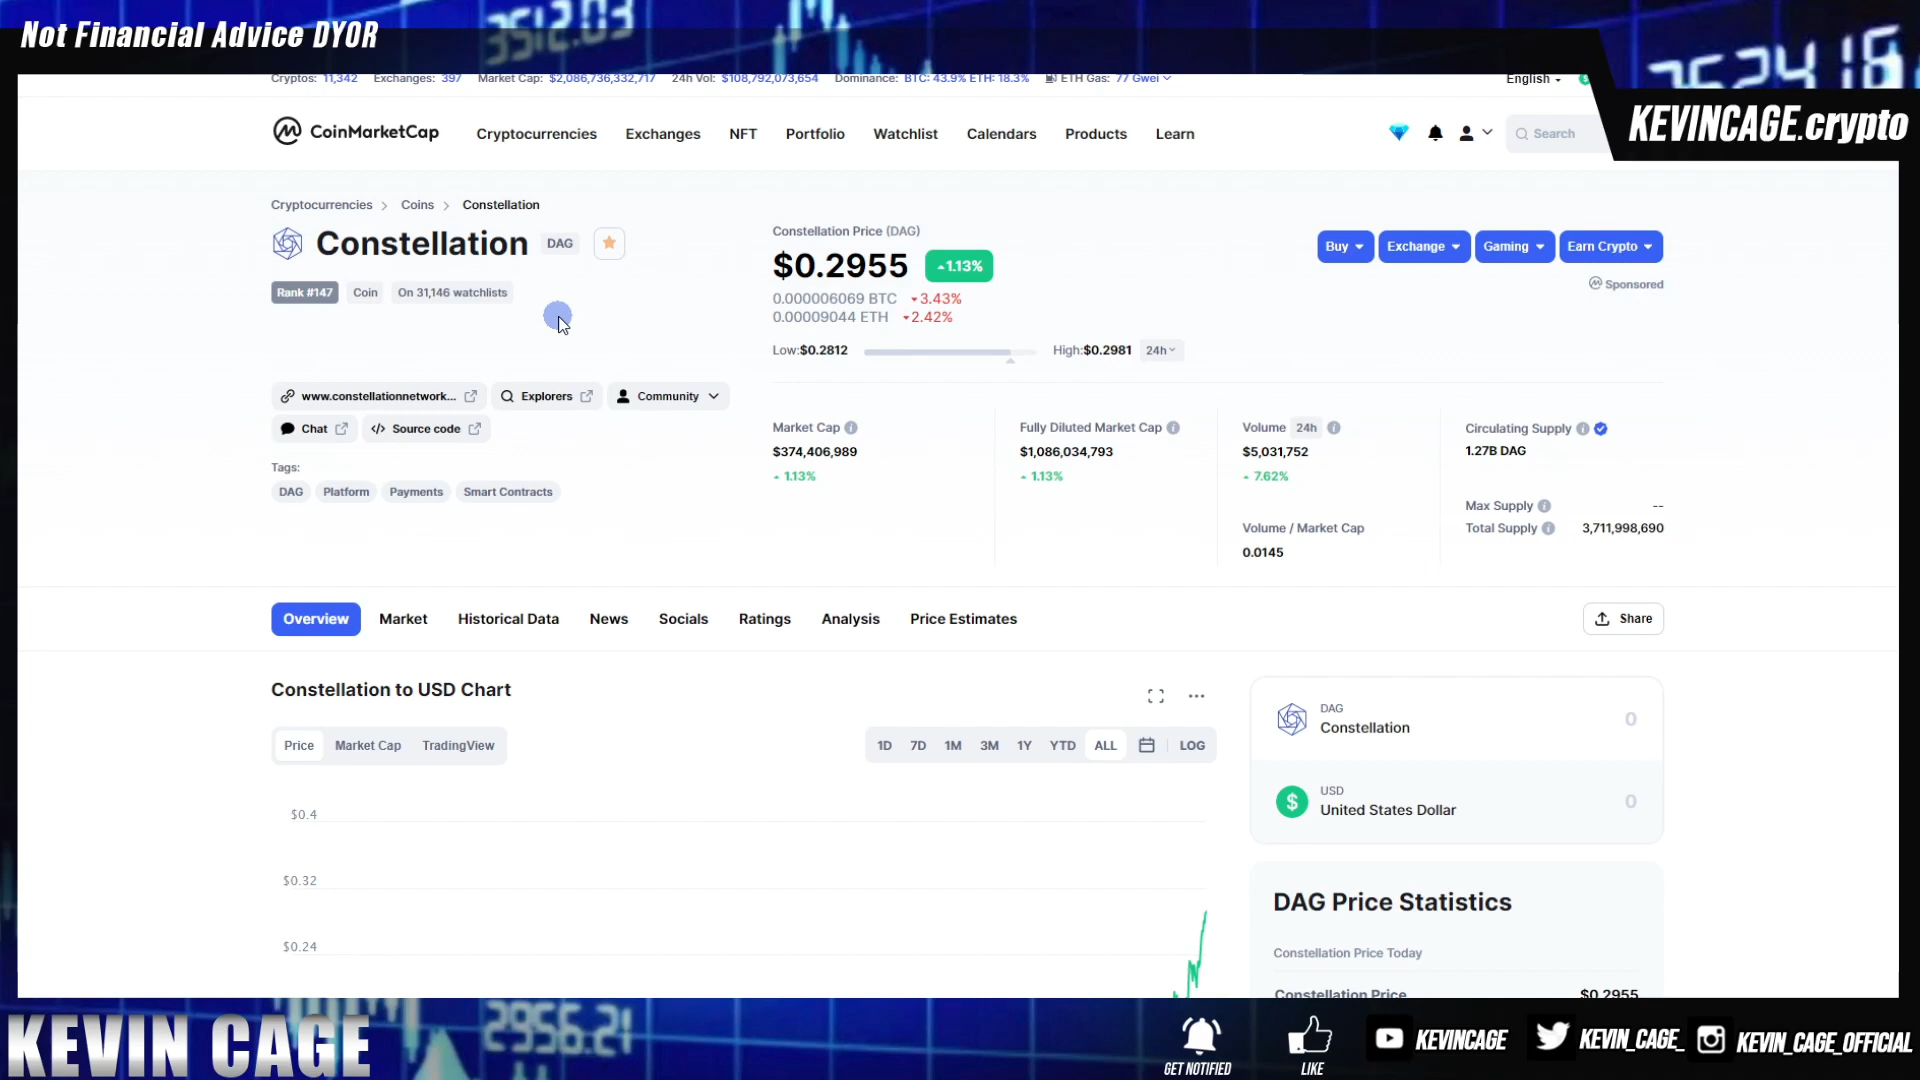 Not Financial Advice DYOR
Cryptos: 11,342 Exchanges: 397 Market Cap: $2,086,736,332,717 24h Vol: $108,792,073,654 Dominance: BTC: 43.9% ETH: 18.3% ETH Gas: 77 Gwei
English
KEVINCAGE.crypto
CoinMarketCap Cryptocurrencies Exchanges NFT Portfolio Watchlist Calendars Products Learn
Search
Cryptocurrencies > Coins > Constellation
Constellation DAG
Rank #147 Coin On 31,146 watchlists
Constellation Price (DAG)
$0.2955 1.13%
0.000006069 BTC 3.43%
0.00009044 ETH 2.42%
Low:$0.2812 High:$0.2981 24h
Buy Exchange Gaming Earn Crypto
Sponsored
www.constellationnetwork... Explorers Community
Chat Source code
Tags:
DAG Platform Payments Smart Contracts
Market Cap
$374,406,989
1.13%
Fully Diluted Market Cap
$1,086,034,793
1.13%
Volume 24h
$5,031,752
7.62%
Volume / Market Cap
0.0145
Circulating Supply
1.27B DAG
Max Supply --
Total Supply 3,711,998,690
Overview Market Historical Data News Socials Ratings Analysis Price Estimates
Share
Constellation to USD Chart
Price Market Cap TradingView
1D 7D 1M 3M 1Y YTD ALL LOG
$0.4
$0.32
$0.24
DAG
Constellation 0
USD
United States Dollar 0
DAG Price Statistics
Constellation Price Today
Constellation Price $0.2955
KEVIN CAGE
2956.21
GET NOTIFIED
LIKE
KEVINCAGE
KEVIN_CAGE_
KEVIN_CAGE_OFFICIAL